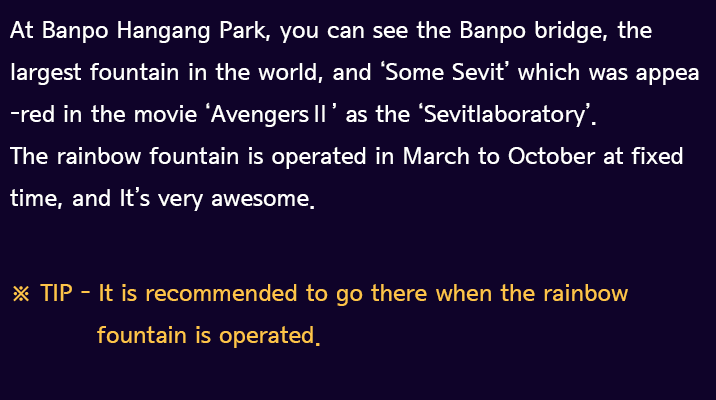 At Banpo Hangang Park, you can see the Banpo bridge, the
largest fountain in the world, and ‘Some Sevit’ which was appea
-red in the movie ‘AvengersⅡ’ as the ‘Sevitlaboratory’.
The rainbow fountain is operated in March to October at fixed
time, and It’s very awesome.
※ TIP - It is recommended to go there when the rainbow
fountain is operated.